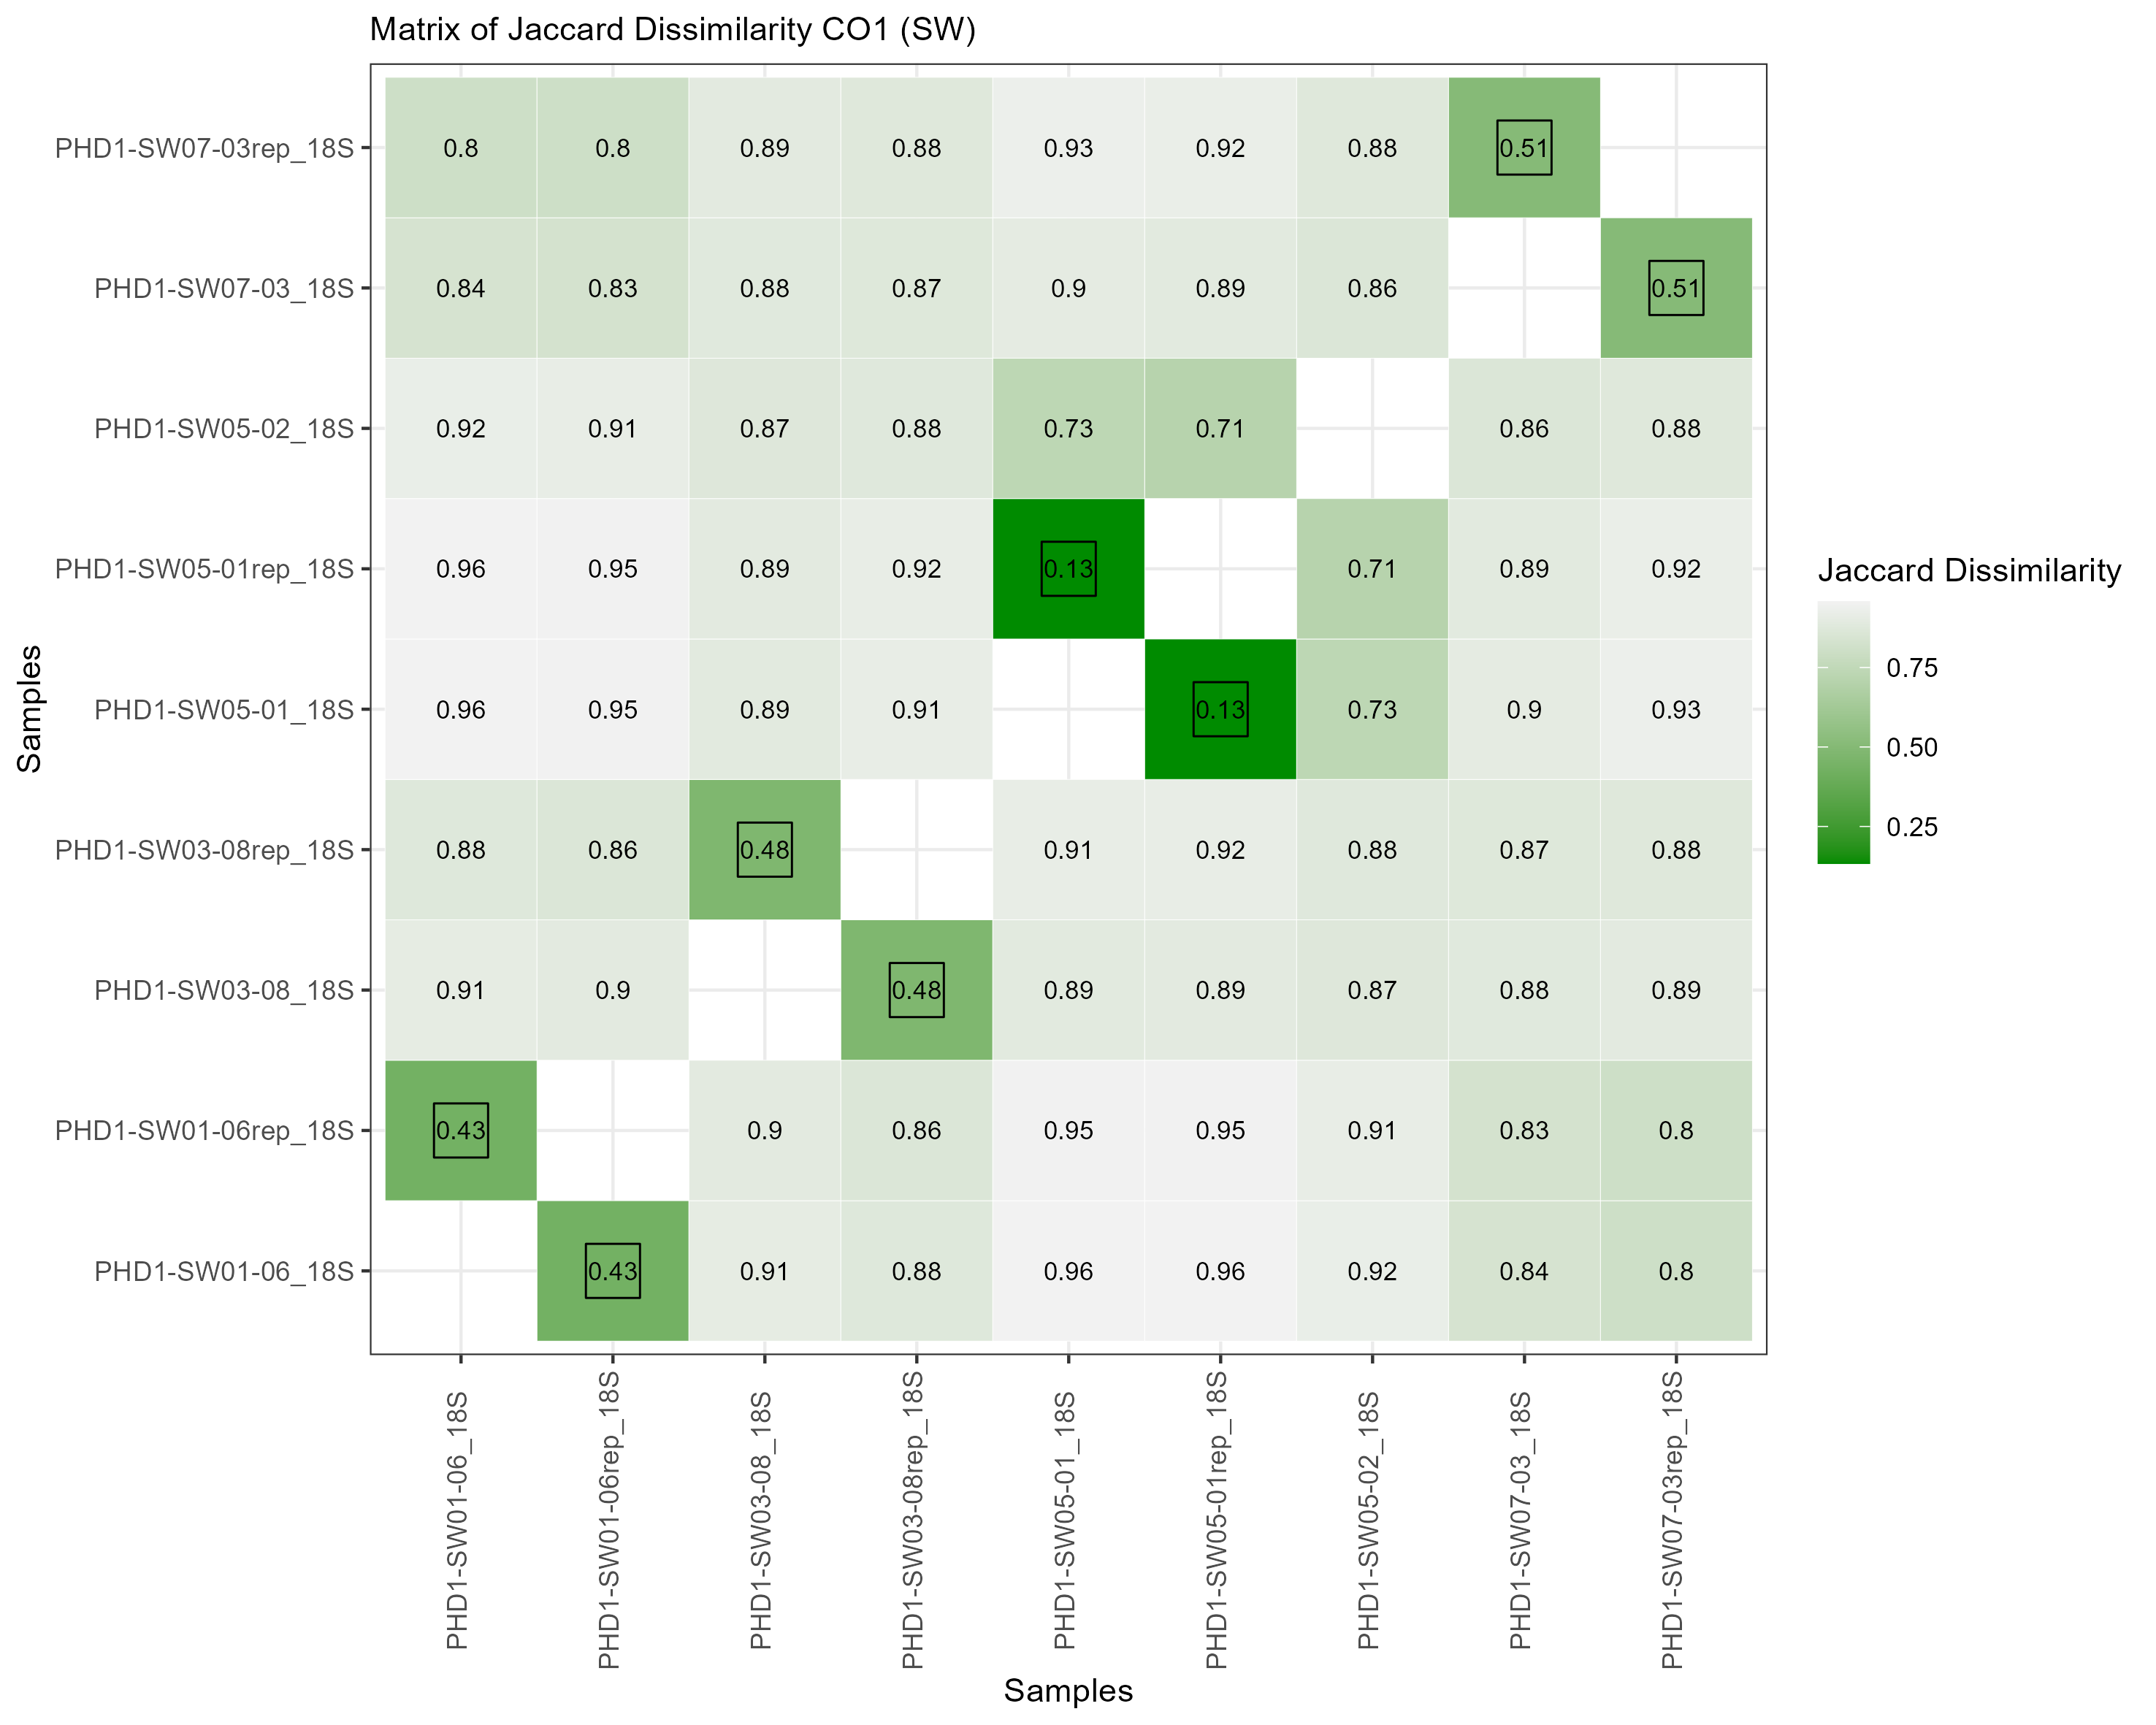 Matrix of Jaccard Dissimilarity CO1 (SW)
PHD1-SW07-03rep_18S 0.8 0.8 0.89 0.88 0.93 0.92 0.88 0.51
PHD1-SW07-03_18S 0.84 0.83 0.88 0.87 0.9 0.89 0.86 0.51
PHD1-SW05-02_18S 0.92 0.91 0.87 0.88 0.73 0.71 0.86 0.88
PHD1-SW05-01rep_18S 0.96 0.95 0.89 0.92 0.13 0.71 0.89 0.92
PHD1-SW05-01_18S 0.96 0.95 0.89 0.91 0.13 0.73 0.9 0.93
PHD1-SW03-08rep_18S 0.88 0.86 0.48 0.91 0.92 0.88 0.87 0.88
PHD1-SW03-08_18S 0.91 0.9 0.48 0.89 0.89 0.87 0.88 0.89
PHD1-SW01-06rep_18S 0.43 0.9 0.86 0.95 0.95 0.91 0.83 0.8
PHD1-SW01-06_18S 0.43 0.91 0.88 0.96 0.96 0.92 0.84 0.8
Samples
PHD1-SW01-06_18S
PHD1-SW01-06rep_18S
PHD1-SW03-08_18S
PHD1-SW03-08rep_18S
PHD1-SW05-01_18S
PHD1-SW05-01rep_18S
PHD1-SW05-02_18S
PHD1-SW07-03_18S
PHD1-SW07-03rep_18S
Samples
Jaccard Dissimilarity
0.75
0.50
0.25